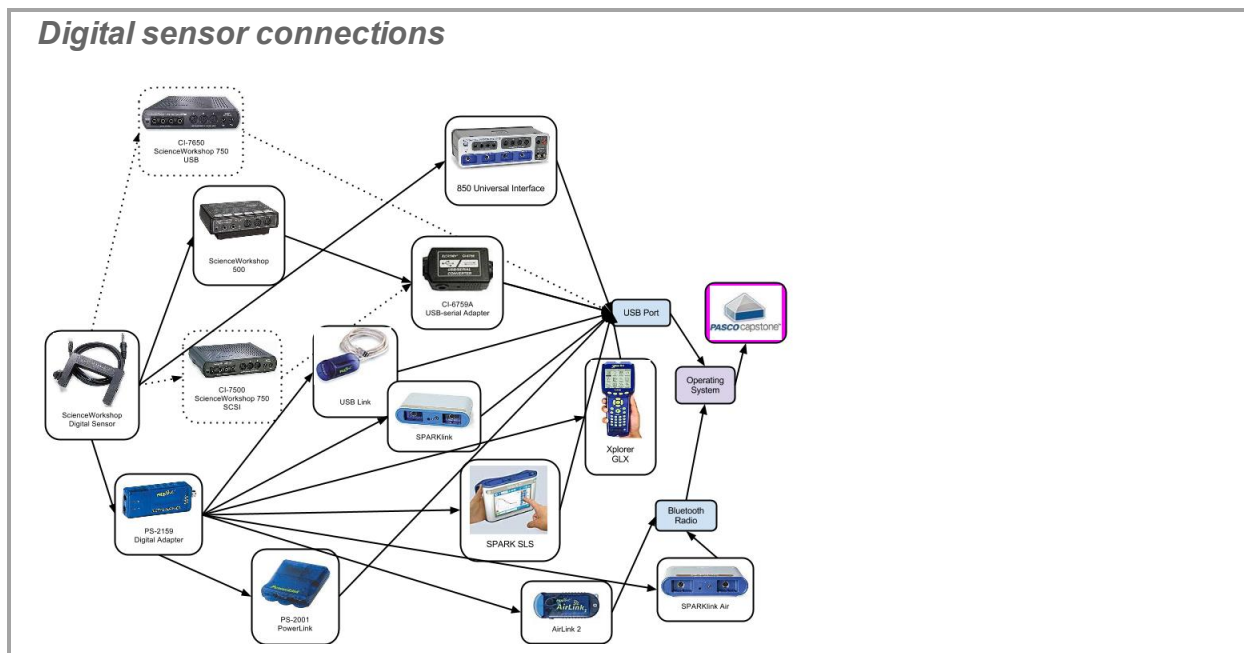 Digital sensor connections
CI-7650
ScienceWorkshop 750
USB
850 Universal Interface
ScienceWorkshop
500
CI-6759A
USB-serial Adapter
USB Port
PASCO capstone
ScienceWorkshop
Digital Sensor
CI-7500
ScienceWorkshop 750
SCSI
USB Link
SPARKlink
Xplorer
GLX
Operating
System
PS-2159
Digital Adapter
SPARK SLS
Bluetooth
Radio
PS-2001
PowerLink
AirLink
AirLink 2
SPARKlink Air